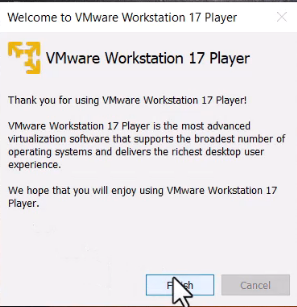 Welcome to VMware Workstation 17 Player
VMware Workstation 17 Player
Thank you for using VMware Workstation 17 Player!
VMware Workstation 17 Player is the most advanced
virtualization software that supports the broadest number of
operating systems and delivers the richest desktop user
experience.
We hope that you will enjoy using VMware Workstation 17
Player.
Finish
Cancel